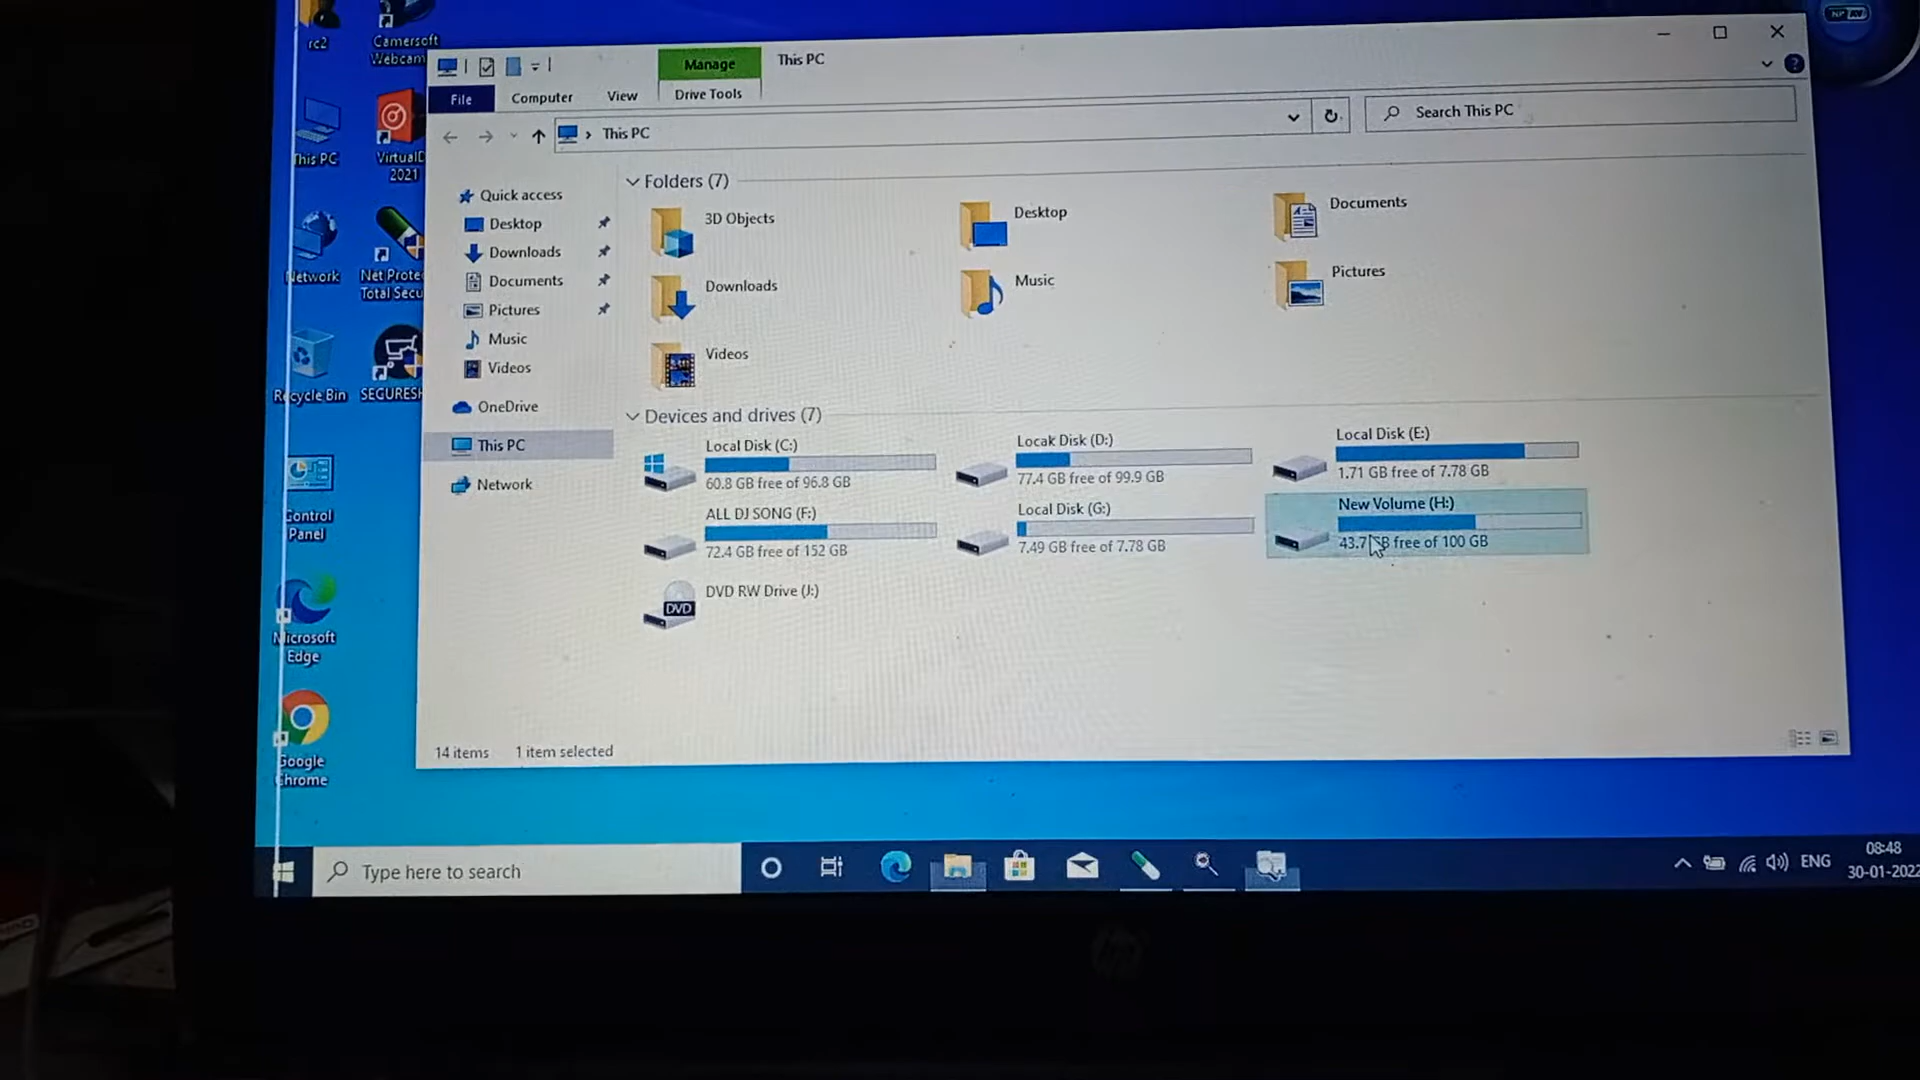 rc2
Camersoft
Webcam
This PC
2021
Network
Net Prote
Total Secu
Recycle Bin
SECURESH
Control
Panel
Microsoft
Edge
Google
Chrome
Manage
This PC
File
Computer
View
Drive Tools
This PC
Search This PC
Quick access
Desktop
Downloads
Documents
Pictures
Music
Videos
OneDrive
This PC
Network
Folders (7)
3D Objects
Desktop
Documents
Downloads
Music
Pictures
Videos
Devices and drives (7)
Local Disk (C:)
60.8 GB free of 96.8 GB
Locak Disk (D:)
77.4 GB free of 99.9 GB
Local Disk (E:)
1.71 GB free of 7.78 GB
ALL DJ SONG (F:)
72.4 GB free of 152 GB
Local Disk (G:)
7.49 GB free of 7.78 GB
New Volume (H:)
43.7 GB free of 100 GB
DVD RW Drive (J:)
DVD
14 items
1 item selected
Type here to search
ENG
08:48
30-01-2022
hp